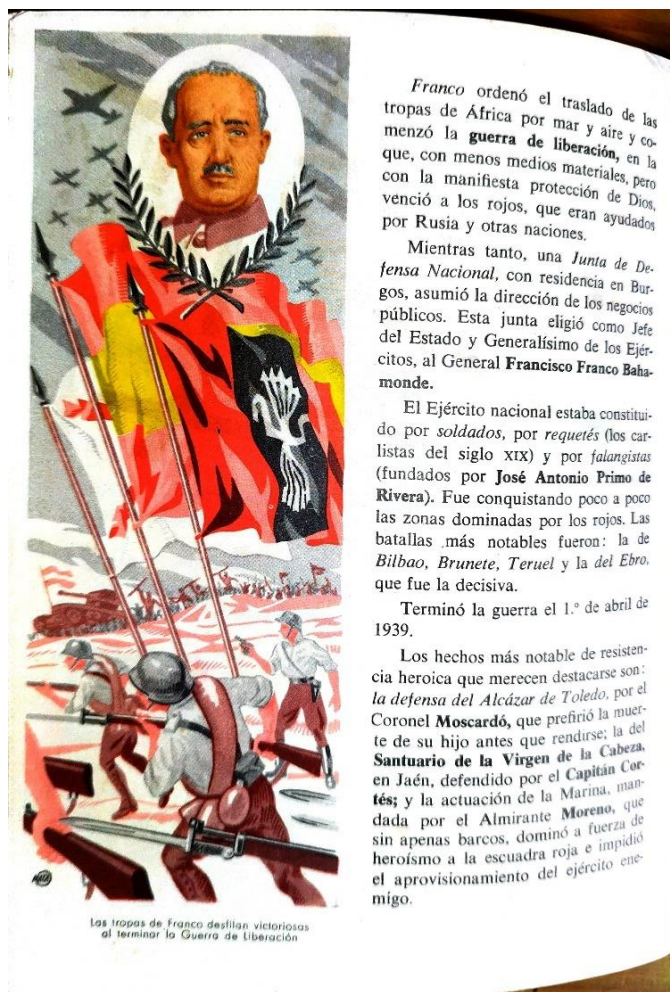 Franco ordenó el traslado de las
tropas de África por mar y aire y co-
menzó la guerra de liberación, en la
que, con menos medios materiales, pero
con la manifiesta protección de Dios,
venció a los rojos, que eran ayudados
por Rusia y otras naciones.
Mientras tanto, una Junta de De-
fensa Nacional, con residencia en Bur-
gos, asumió la dirección de los negocios
públicos. Esta junta eligió como Jefe
del Estado y Generalísimo de los Ejér-
citos, al General Francisco Franco Baha-
monde.
El Ejército nacional estaba constitui-
do por soldados, por requetés (los car-
listas del siglo XIX) y por falangistas
(fundados por José Antonio Primo de
Rivera). Fue conquistando poco a poco
las zonas dominadas por los rojos. Las
batallas más notables fueron: la de
Bilbao, Brunete, Teruel y la del Ebro,
que fue la decisiva.
Terminó la guerra el 1.º de abril de
1939.
Los hechos más notable de resisten-
cia heroica que merecen destacarse son:
la defensa del Alcázar de Toledo, por el
Coronel Moscardó, que prefirió la muer-
te de su hijo antes que rendirse; la del
Santuario de la Virgen de la Cabeza,
en Jaén, defendido por el Capitán Cor-
tés; y la actuación de la Marina, man-
dada por el Almirante Moreno, que
sin apenas barcos, dominó a fuerza de
heroísmo a la escuadra roja e impidió
el aprovisionamiento del ejército ene-
migo.
Las tropas de Franco desfilan victoriosas
al terminar la Guerra de Liberación